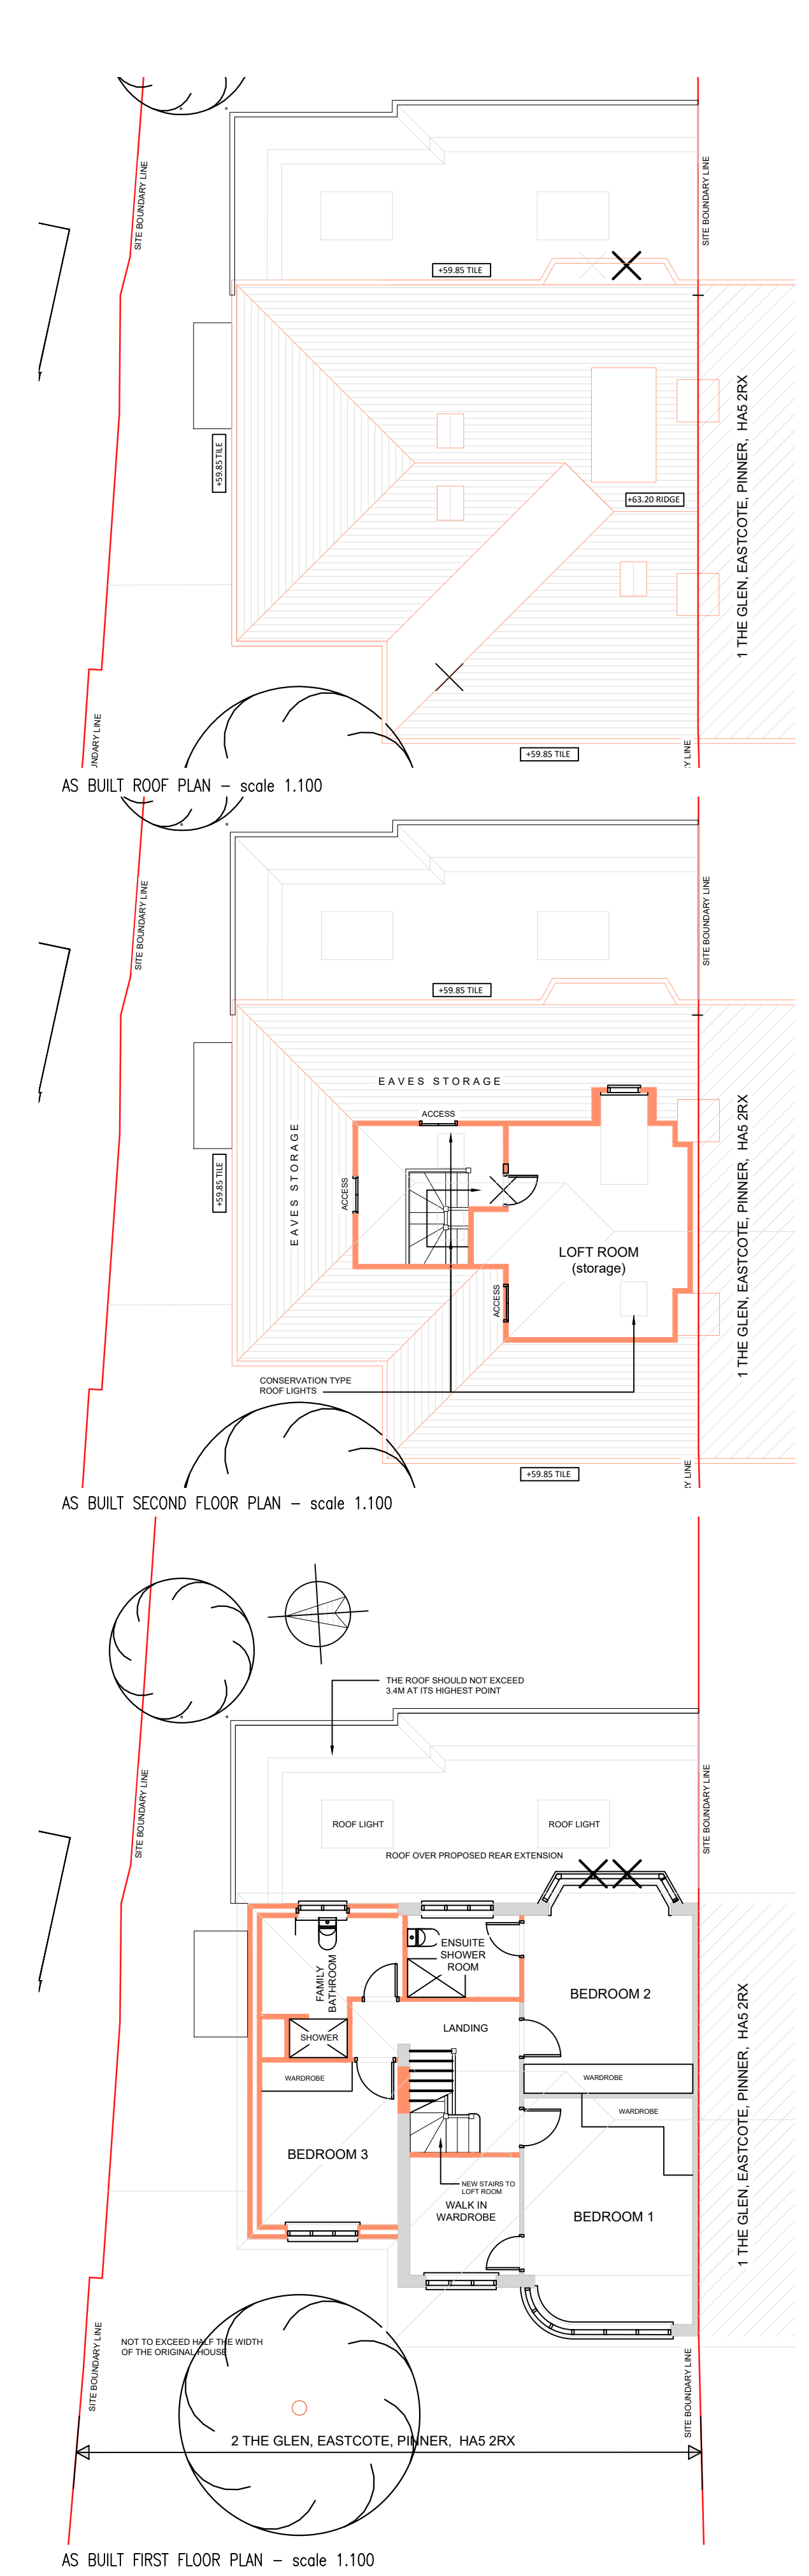 SITE BOUNDARY LINE
SITE BOUNDARY LINE
+59.85 TILE
+59.85 TILE
1 THE GLEN, EASTCOTE, PINNER, HA5 2RX
+63.20 RIDGE
NDARY LINE
Y LINE
+59.85 TILE
AS BUILT ROOF PLAN - scale 1.100
SITE BOUNDARY LINE
SITE BOUNDARY LINE
+59.85 TILE
EAVES STORAGE
ACCESS
EAVES STORAGE
+59.85 TILE
ACCESS
1 THE GLEN, EASTCOTE, PINNER, HA5 2RX
LOFT ROOM
(storage)
ACCESS
CONSERVATION TYPE
ROOF LIGHTS
Y LINE
+59.85 TILE
AS BUILT SECOND FLOOR PLAN - scale 1.100
THE ROOF SHOULD NOT EXCEED
3.4M AT ITS HIGHEST POINT
SITE BOUNDARY LINE
SITE BOUNDARY LINE
ROOF LIGHT
ROOF LIGHT
ROOF OVER PROPOSED REAR EXTENSION
ENSUITE
SHOWER
ROOM
FAMILY
BATHROOM
BEDROOM 2
LANDING
SHOWER
WARDROBE
WARDROBE
WARDROBE
1 THE GLEN, EASTCOTE, PINNER, HA5 2RX
BEDROOM 3
NEW STAIRS TO
LOFT ROOM
WALK IN
WARDROBE
BEDROOM 1
NOT TO EXCEED HALF THE WIDTH
OF THE ORIGINAL HOUSE
SITE BOUNDARY LINE
SITE BOUNDARY LINE
2 THE GLEN, EASTCOTE, PINNER, HA5 2RX
AS BUILT FIRST FLOOR PLAN - scale 1.100